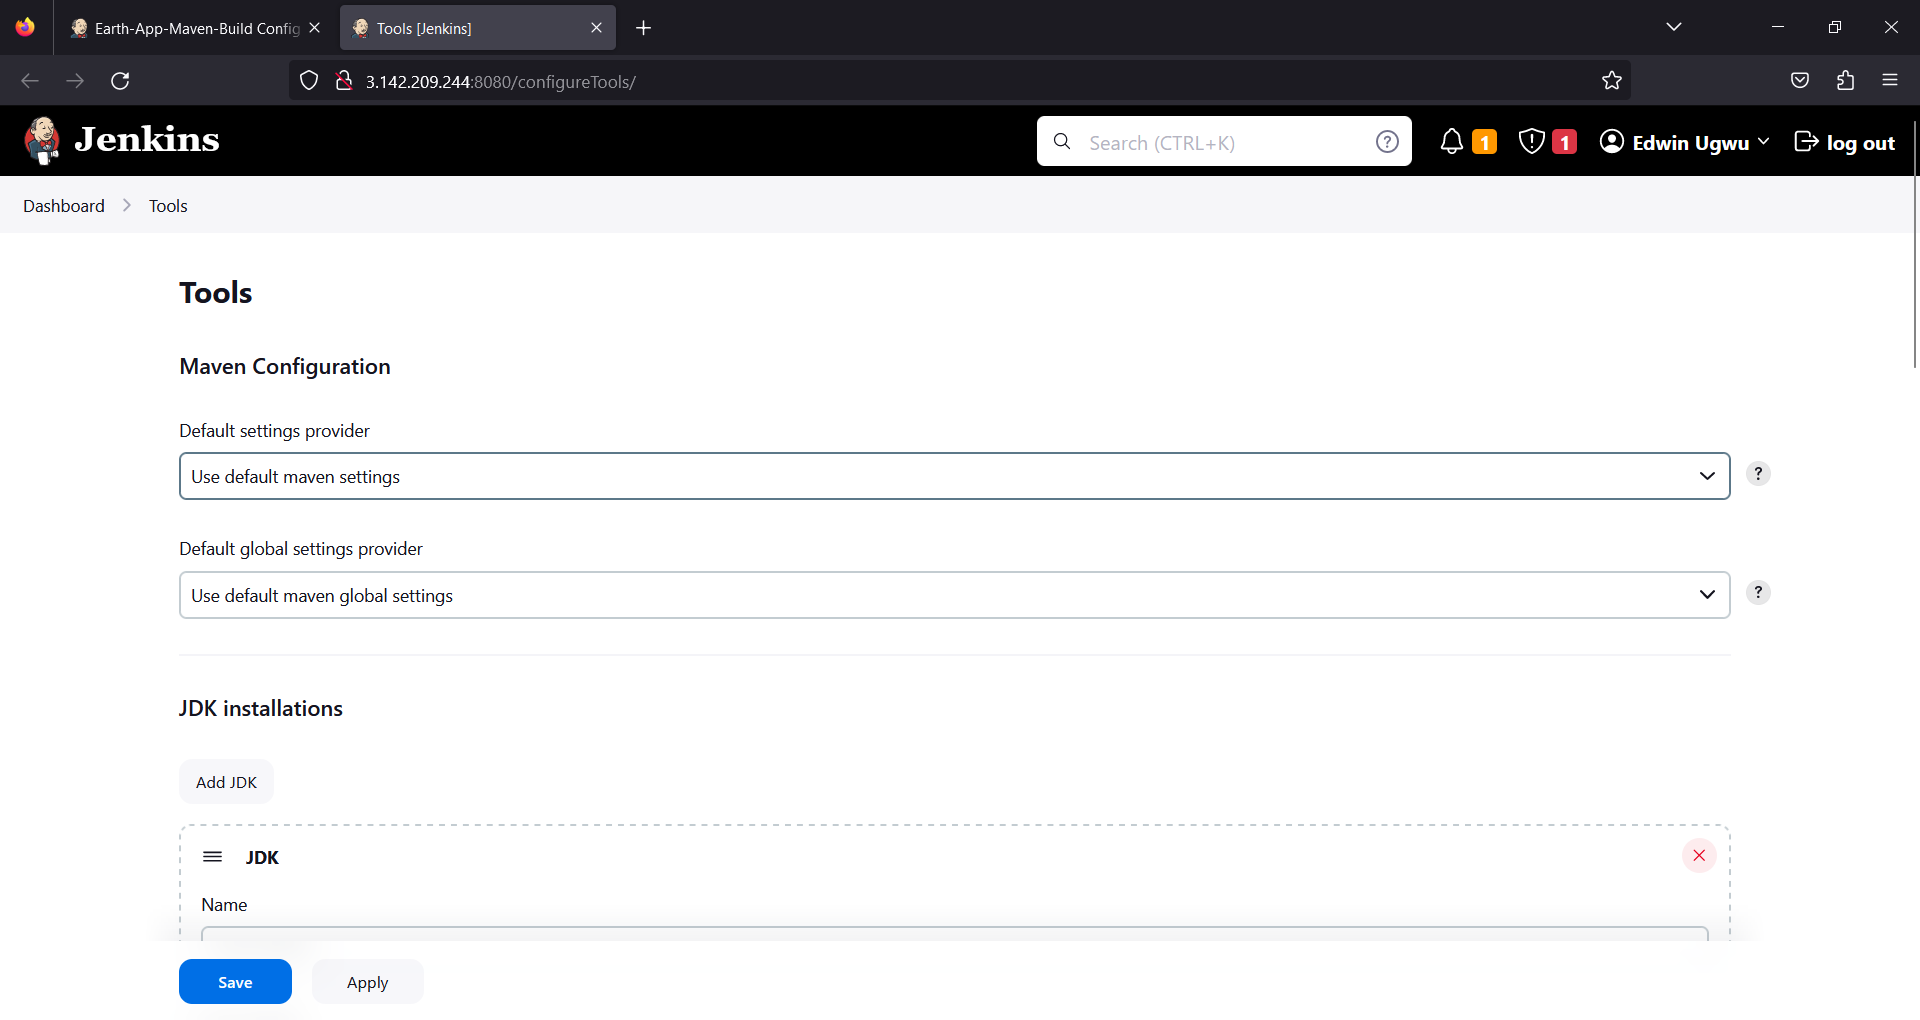 Earth-App-Maven-Build Config
Tools [Jenkins]
3.142.209.244:8080/configureTools/
Jenkins
Search (CTRL+K)
?
1
1
Edwin Ugwu
log out
Dashboard
Tools
Tools
Maven Configuration
Default settings provider
Use default maven settings
?
Default global settings provider
Use default maven global settings
?
JDK installations
Add JDK
JDK
Name
Save
Apply